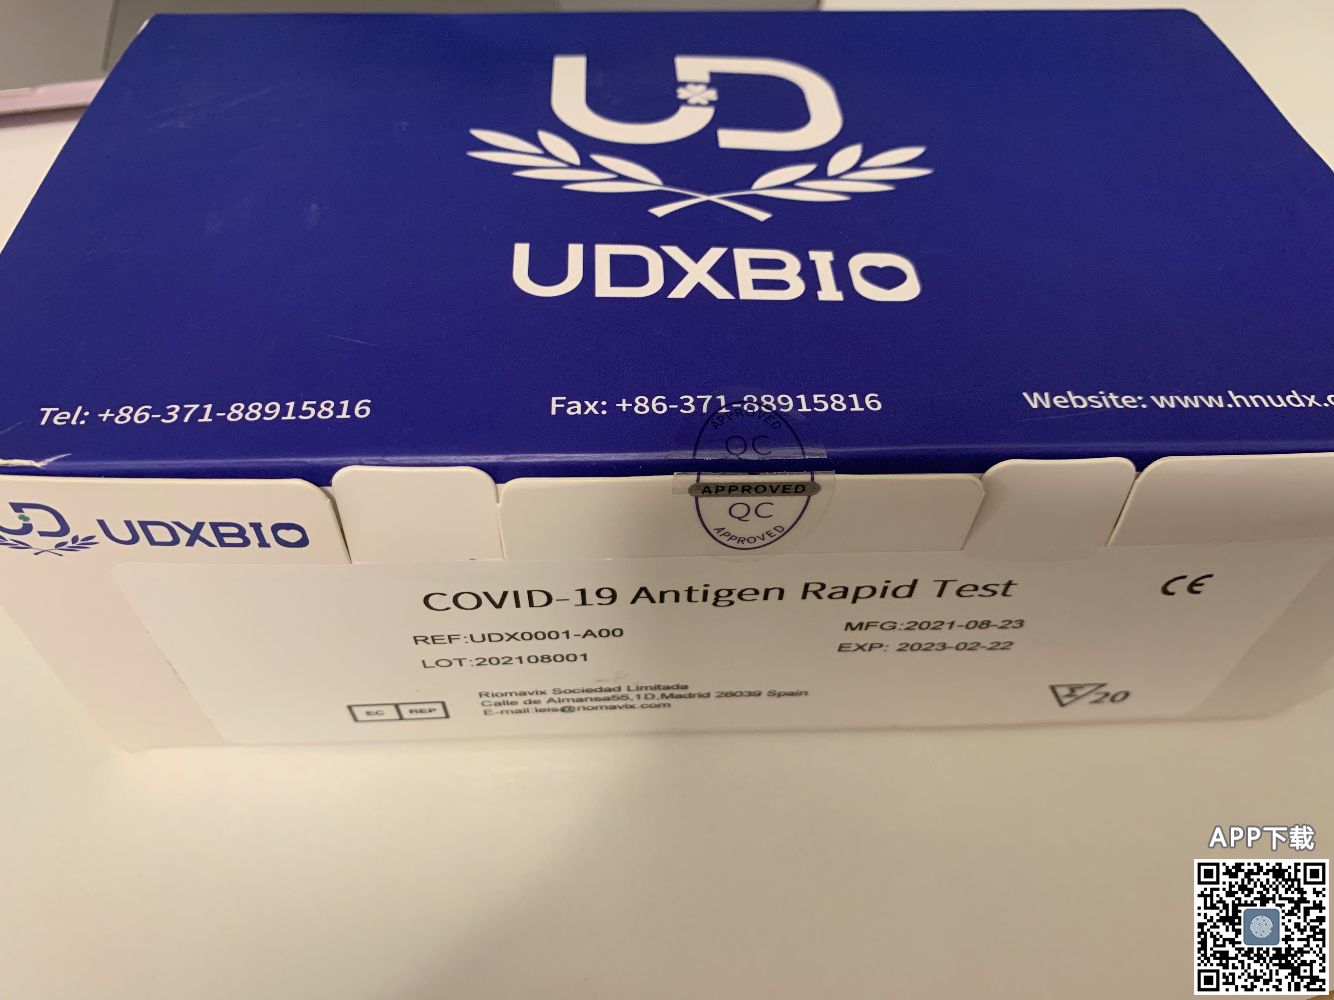 UD
UDXBIO
Tel: +86-371-88915816
Fax: +86-371-88915816
Website: www.hnudx.c
APPROVED
QC
APPROVED
QC
APPROVED
UD UDXBIO
COVID-19 Antigen Rapid Test
CE
REF:UDX0001-A00
MFG:2021-08-23
LOT:202108001
EXP: 2023-02-22
EC REP
Riomavix Sociedad Limitada
Calle de Almansa55,1D,Madrid 28039 Spain
E-mail:leis@riomavix.com
Σ/20
APP下载